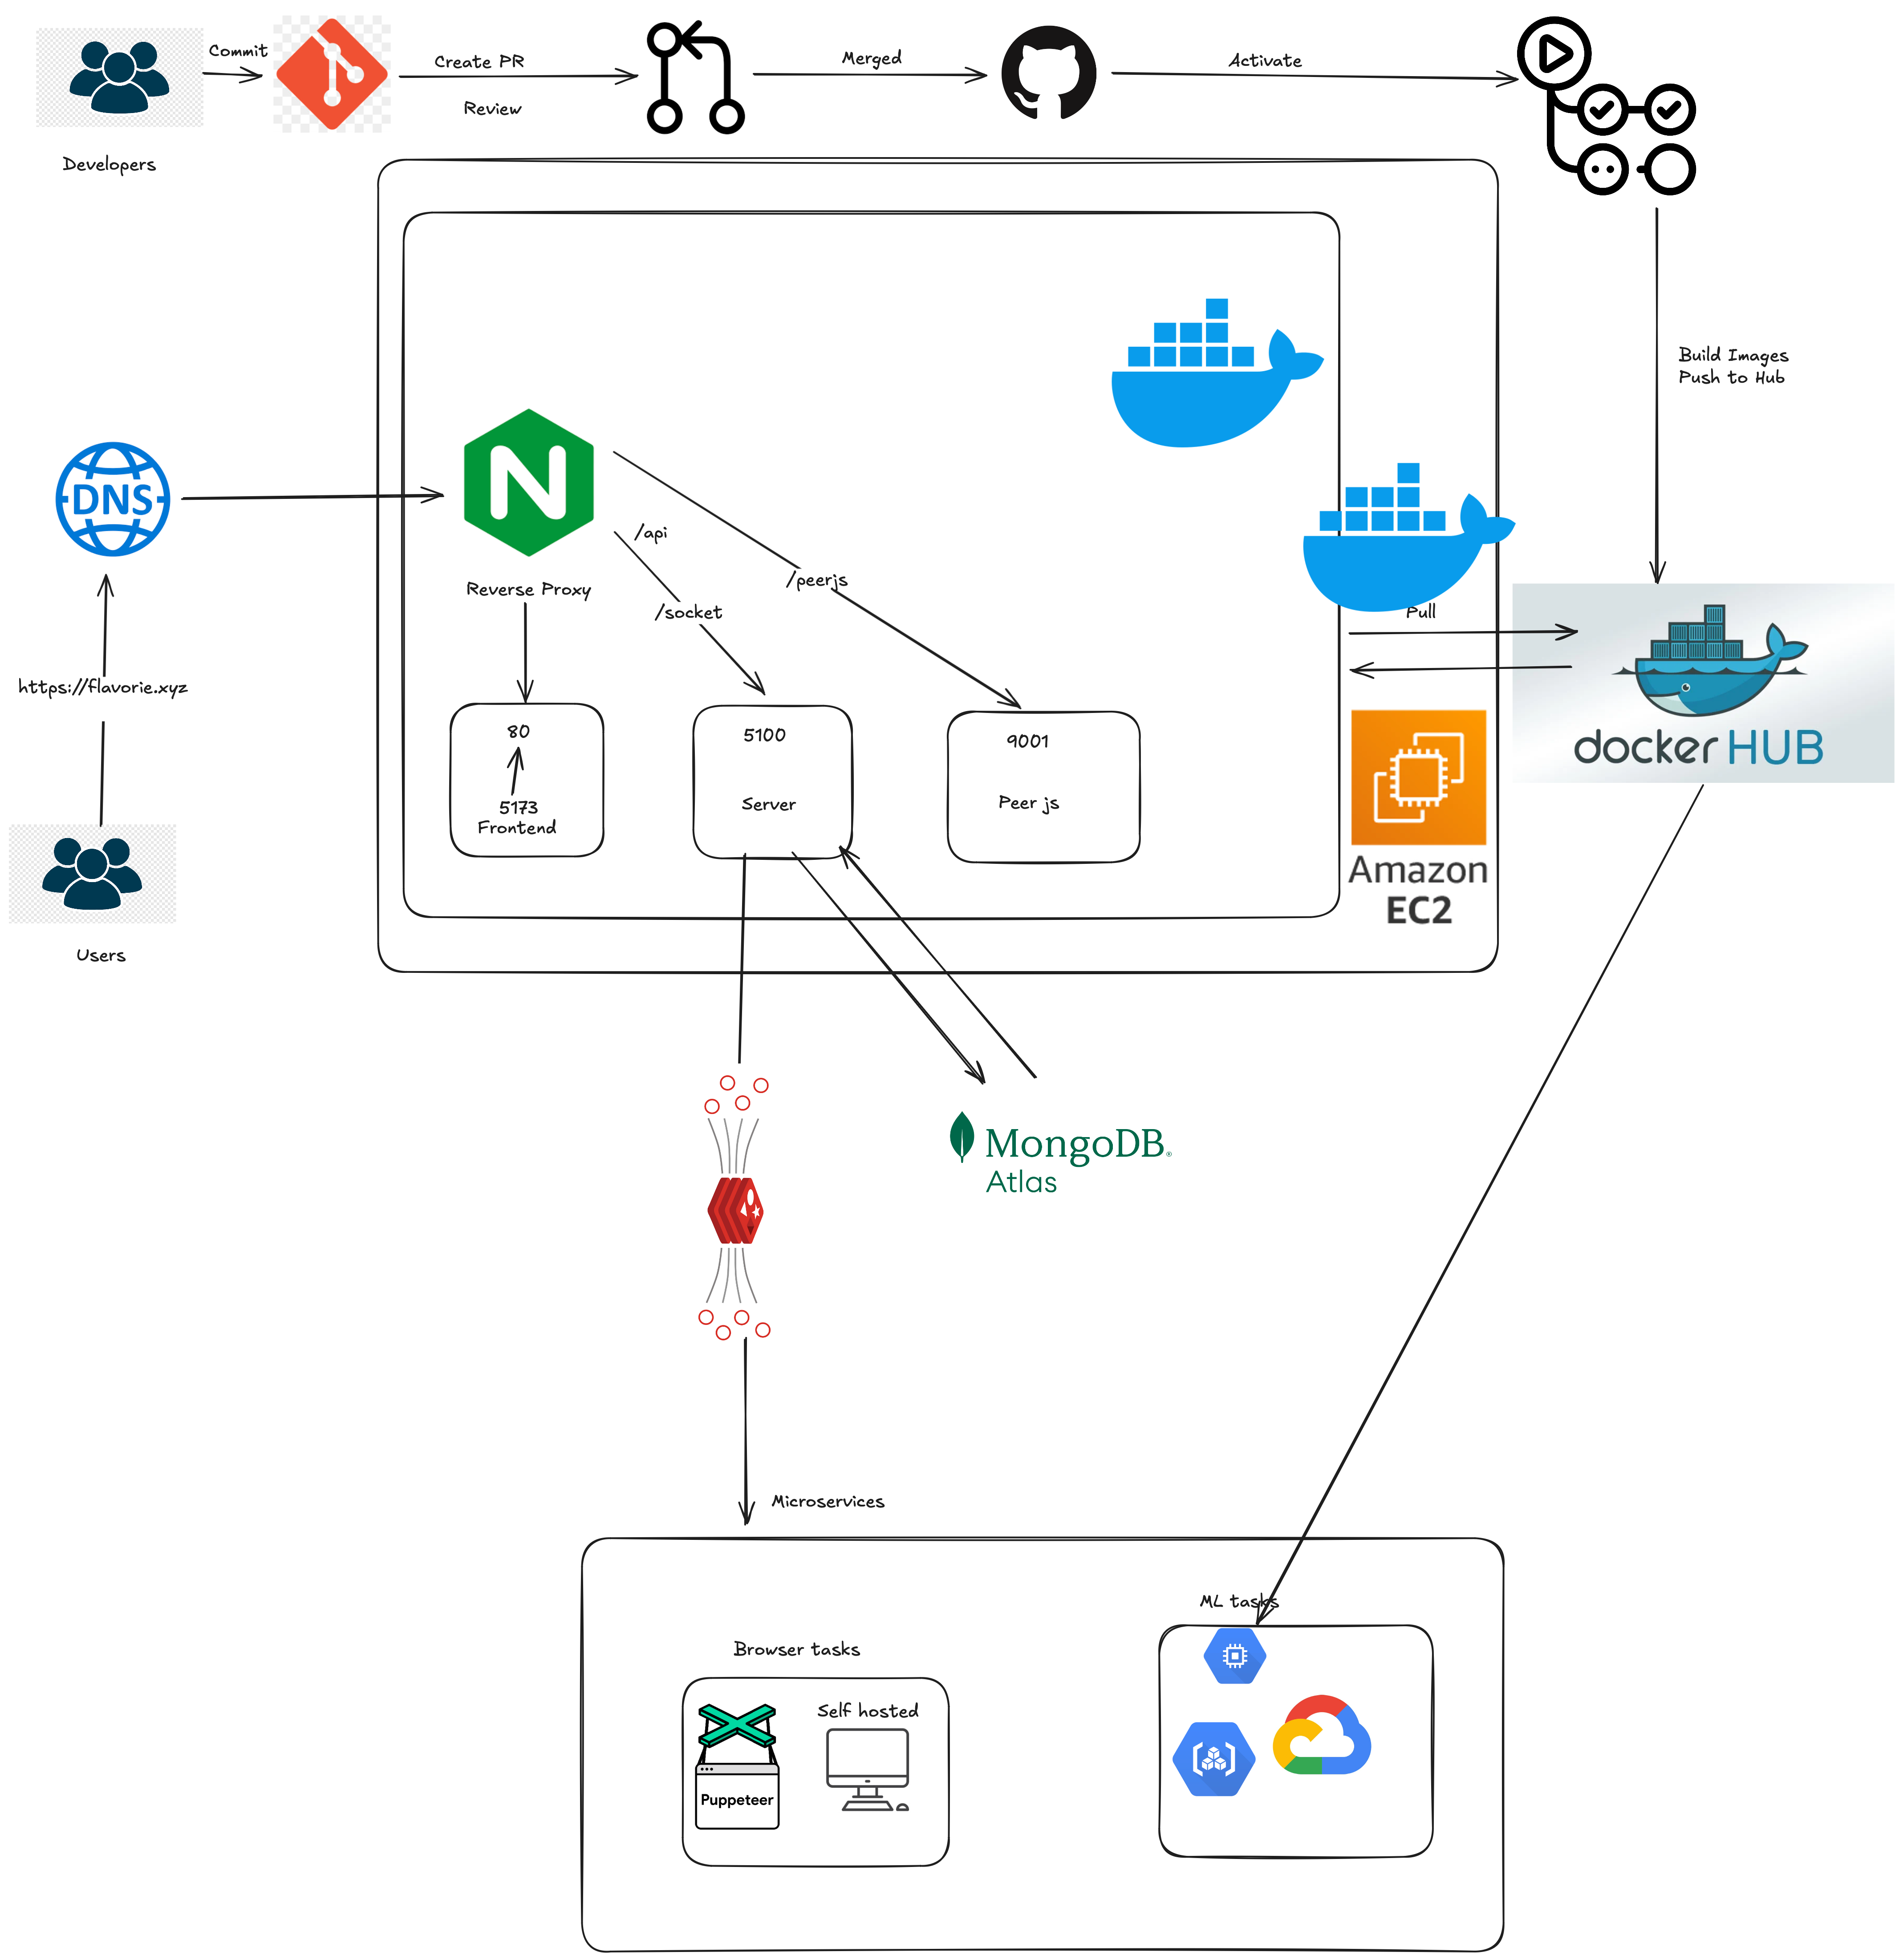 Commit
Create PR
Review
Merged
Activate
Developers
Build Images
Push to Hub
DNS
/api
Reverse Proxy
/peerjs
/socket
Pull
https://flavorie.xyz
80
5173
Frontend
5100
Server
9001
Peer js
docker HUB
Amazon
EC2
Users
MongoDB®
Atlas
Microservices
ML tasks
Browser tasks
Self hosted
Puppeteer